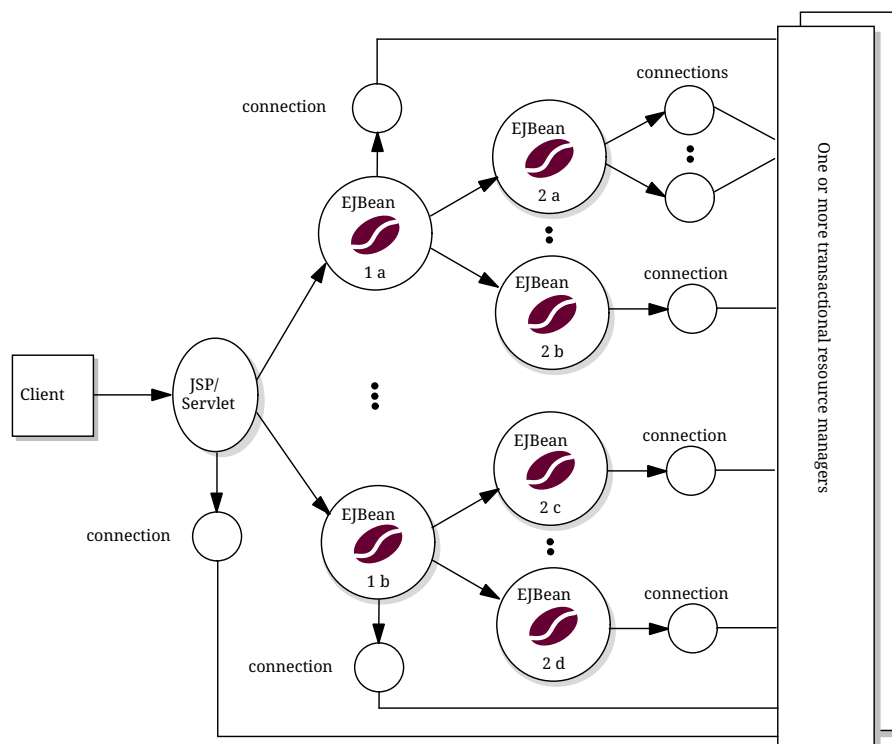 connections
connection
EJBean
2 a
EJBean
1 a
One or more transactional resource managers
connection
EJBean
2 b
Client
JSP/
Servlet
connection
EJBean
2 c
EJBean
1 b
connection
connection
EJBean
2 d
connection